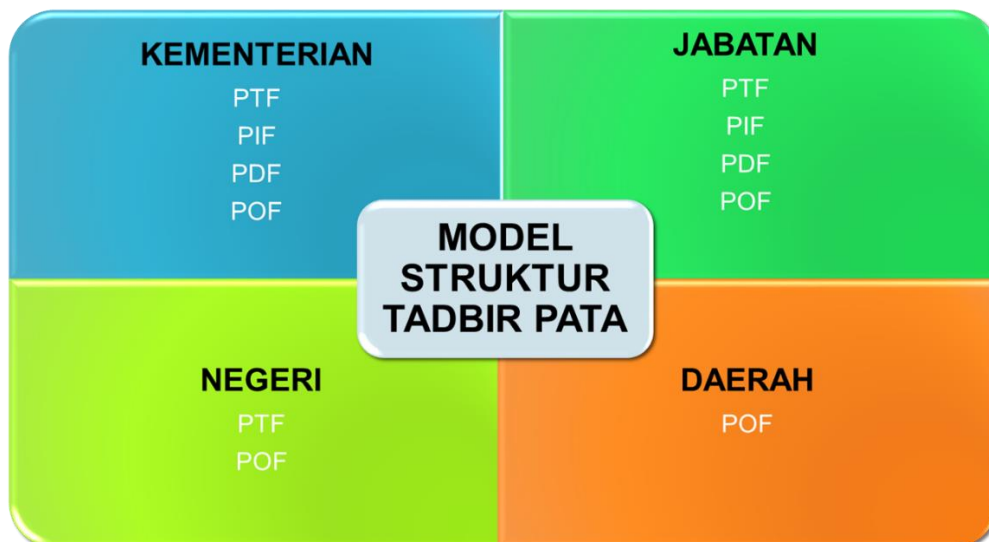 KEMENTERIAN
PTF
PIF
PDF
POF
JABATAN
PTF
PIF
PDF
POF
MODEL
STRUKTUR
TADBIR PATA
NEGERI
PTF
POF
DAERAH
POF